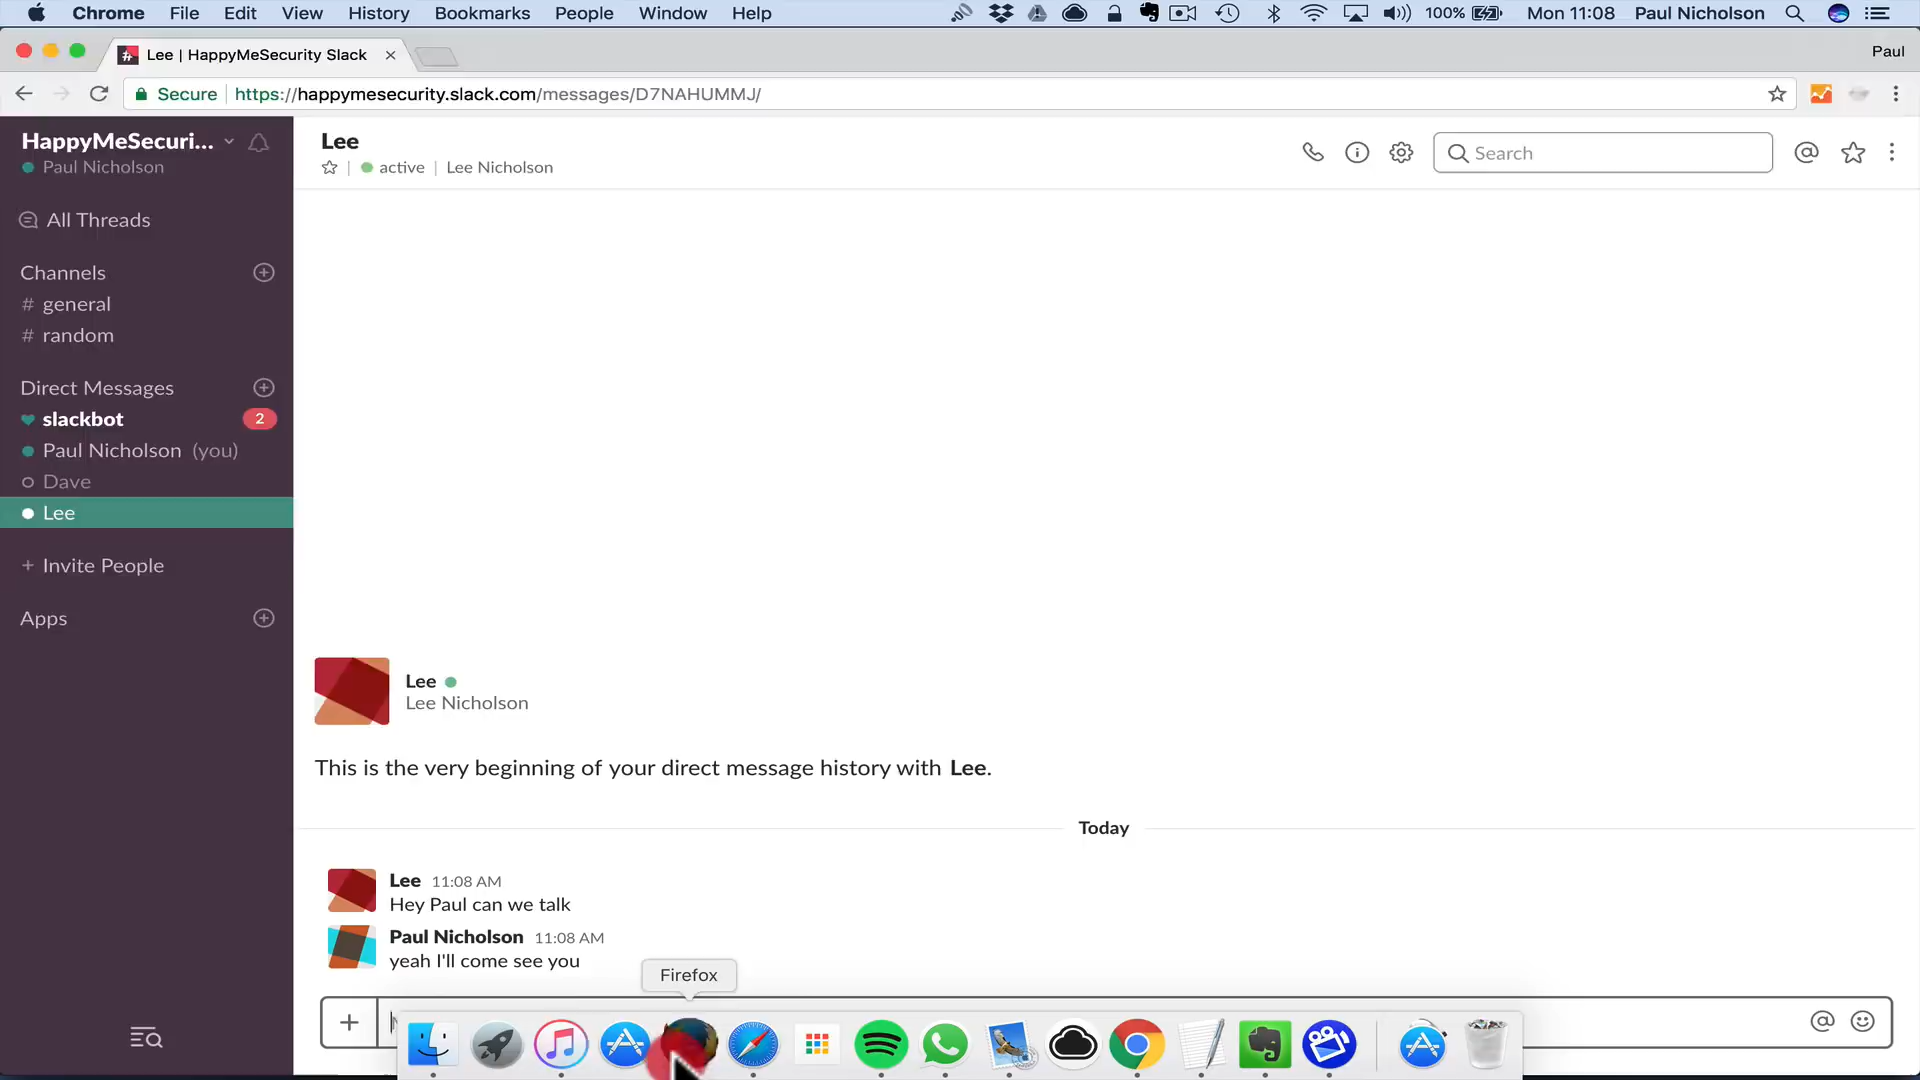 Chrome File Edit View History Bookmarks People Window Help 100% Mon 11:08 Paul Nicholson
Lee | HappyMeSecurity Slack
Paul
Secure https://happymesecurity.slack.com/messages/D7NAHUMMJ/
HappyMeSecuri...
Paul Nicholson
All Threads
Channels
# general
# random
Direct Messages
slackbot 2
Paul Nicholson (you)
Dave
Lee
+ Invite People
Apps
Lee
active | Lee Nicholson
Search
Lee
Lee Nicholson
This is the very beginning of your direct message history with Lee.
Today
Lee 11:08 AM
Hey Paul can we talk
Paul Nicholson 11:08 AM
yeah I'll come see you
Firefox